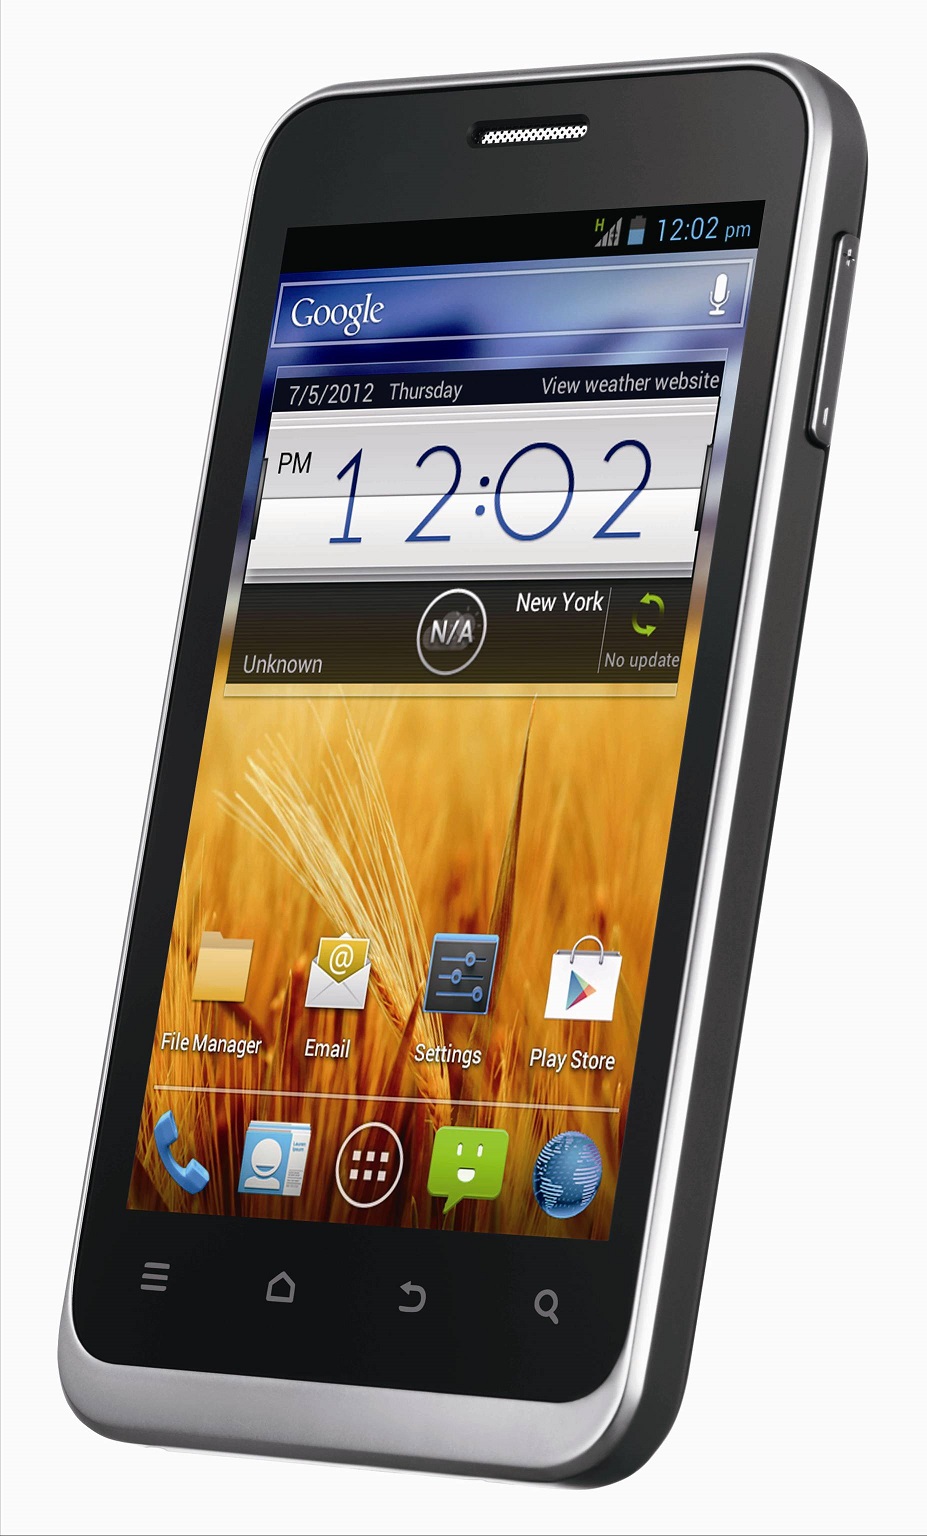 H 12:02 pm
Google
7/5/2012 Thursday View weather website
PM 12:02
N/A
New York
Unknown
No update
File Manager Email Settings Play Store